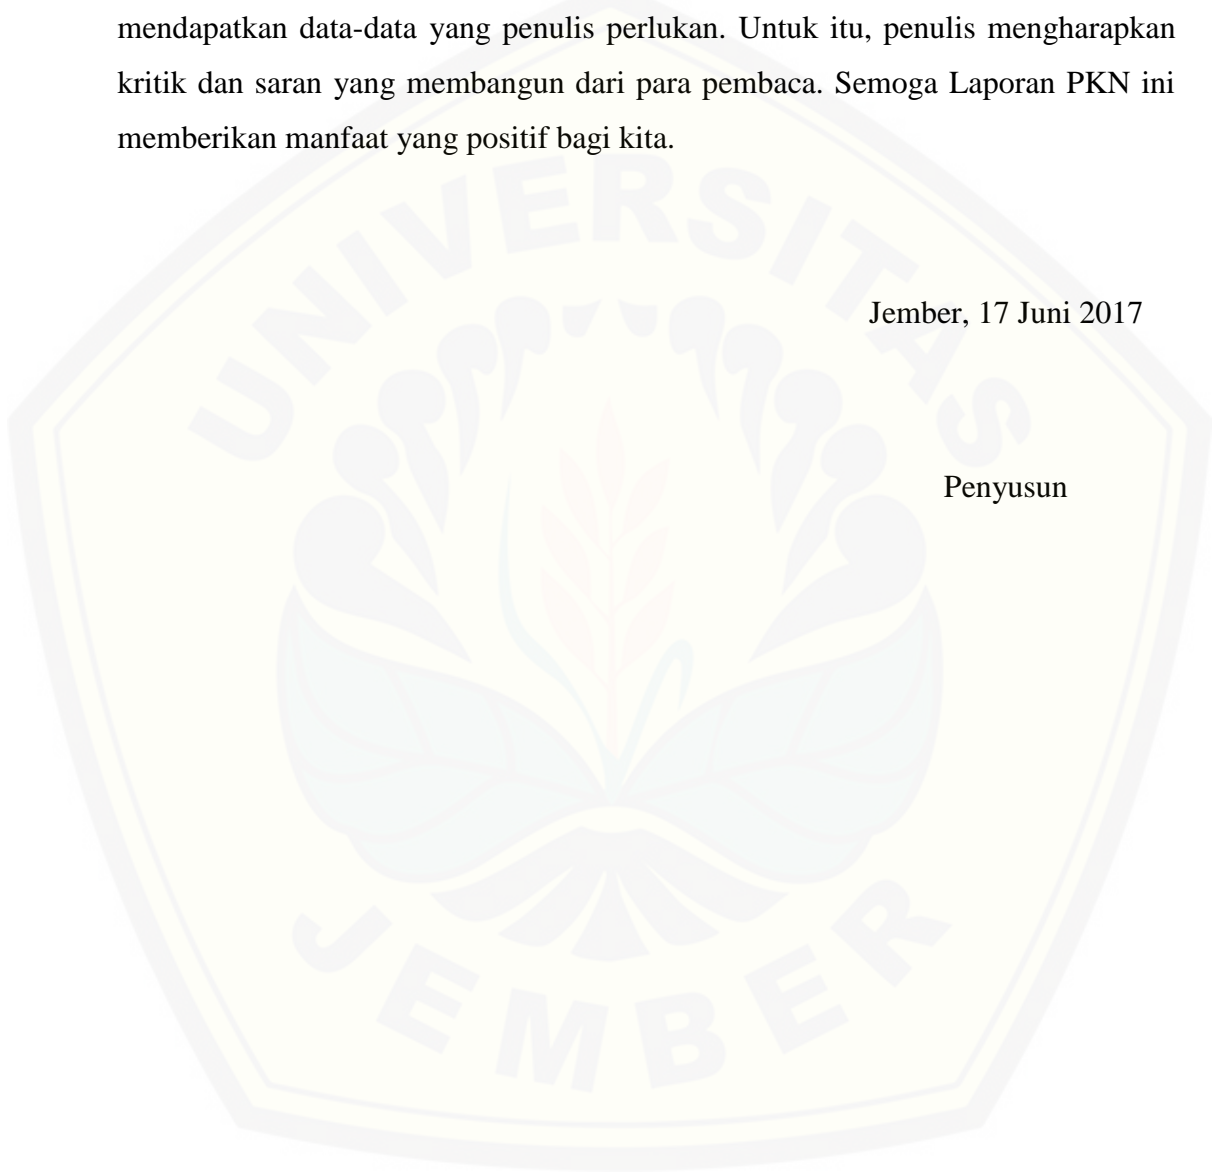 mendapatkan data-data yang penulis perlukan. Untuk itu, penulis mengharapkan
kritik dan saran yang membangun dari para pembaca. Semoga Laporan PKN ini
memberikan manfaat yang positif bagi kita.
UNIVERSITAS
Jember, 17 Juni 2017
Penyusun
JEMBER